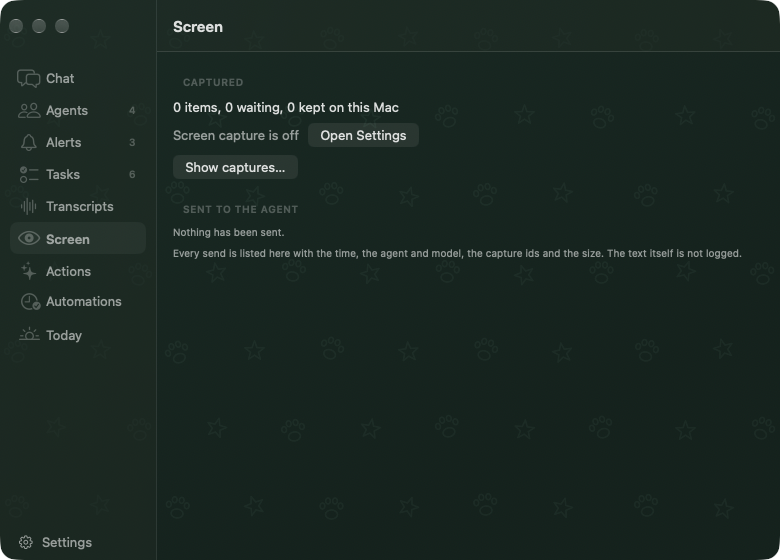 Screen
Chat
Agents 4
Alerts 3
Tasks 6
Transcripts
Screen
Actions
Automations
Today
Settings
CAPTURED
0 items, 0 waiting, 0 kept on this Mac
Screen capture is off Open Settings
Show captures...
SENT TO THE AGENT
Nothing has been sent.
Every send is listed here with the time, the agent and model, the capture ids and the size. The text itself is not logged.